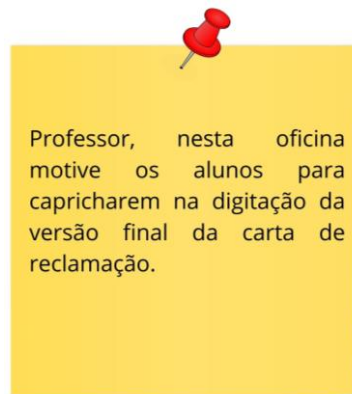 Professor, nesta oficina
motive os alunos para
capricharem na digitação da
versão final da carta de
reclamação.